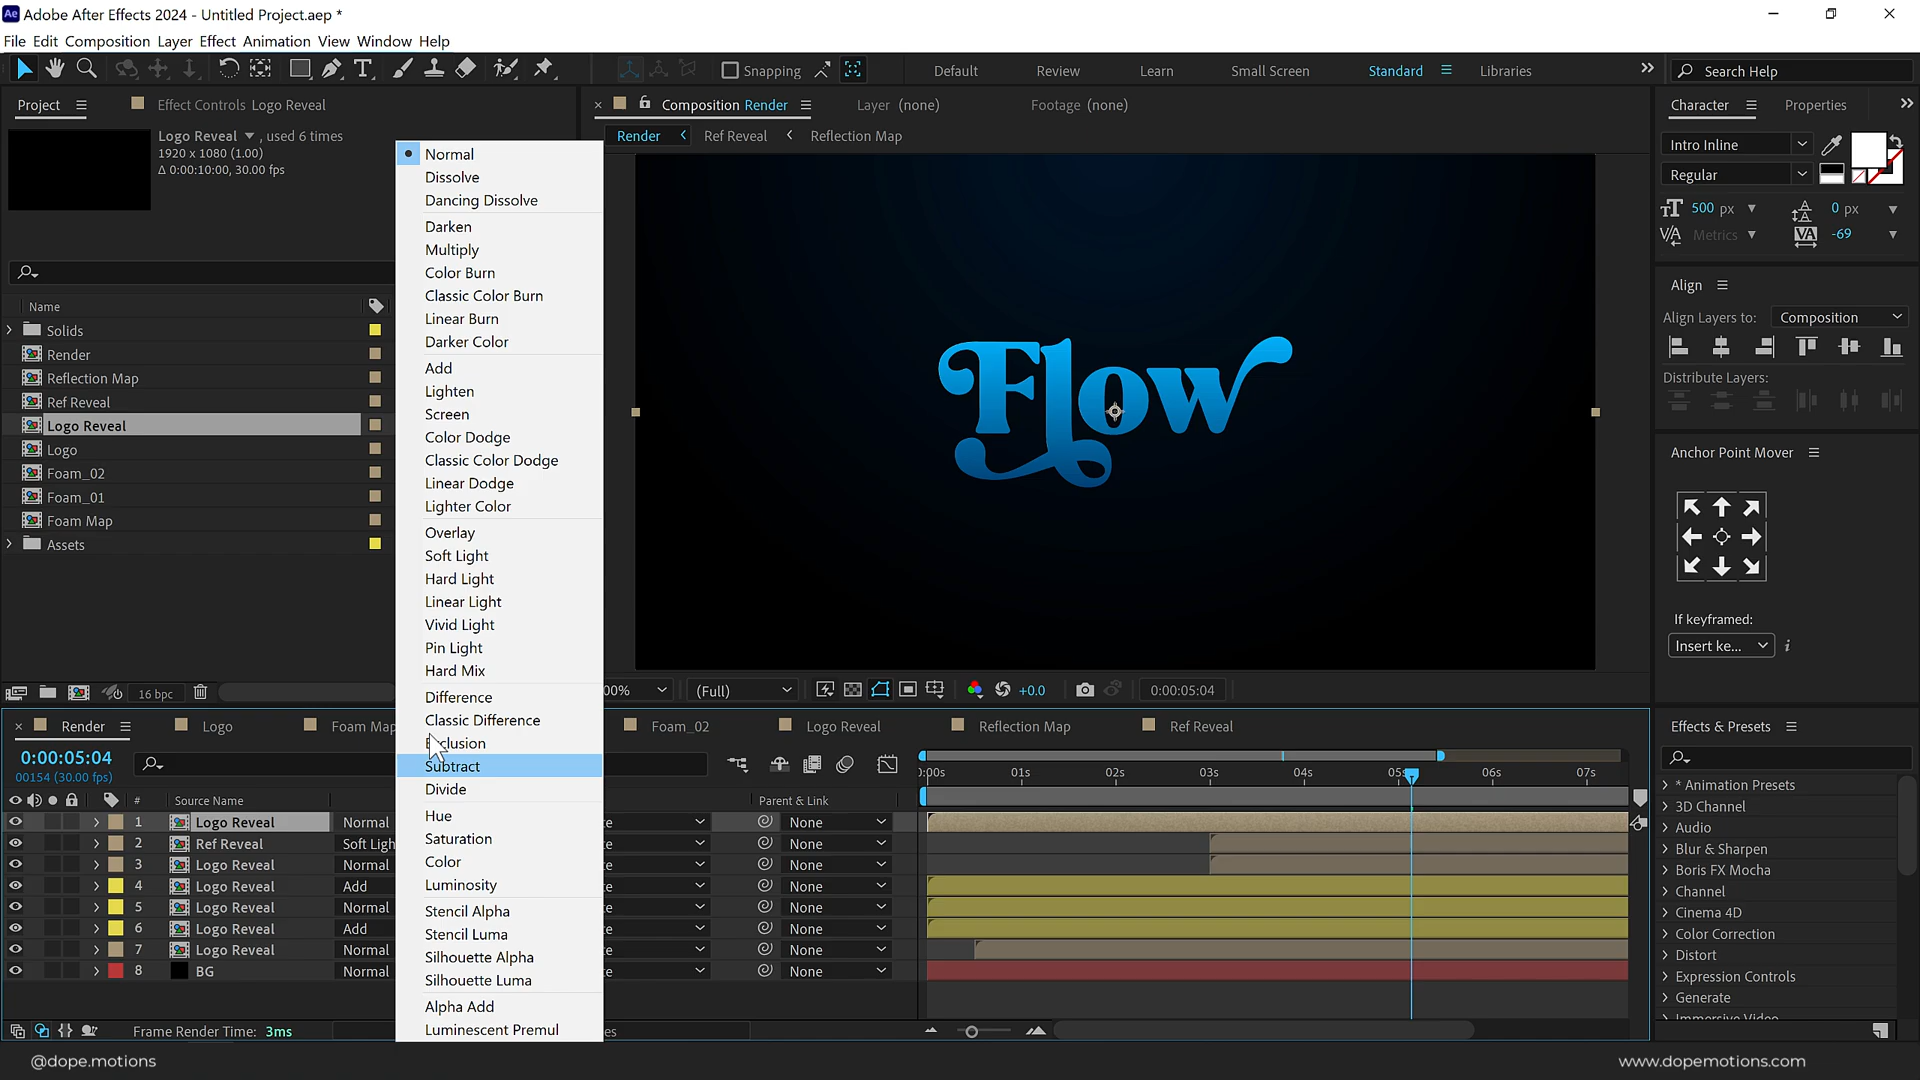 Adobe After Effects 2024 - Untitled Project.aep *
File Edit Composition Layer Effect Animation View Window Help
Snapping Default Review Learn Small Screen Standard Libraries Search Help
Project Effect Controls Logo Reveal
Composition Render Layer (none) Footage (none)
Render Ref Reveal Reflection Map
Logo Reveal , used 6 times
1920 x 1080 (1.00)
Δ 0:00:10:00, 30.00 fps
Name
Solids
Render
Reflection Map
Ref Reveal
Logo Reveal
Logo
Foam_02
Foam_01
Foam Map
Assets
16 bpc
Normal
Dissolve
Dancing Dissolve
Darken
Multiply
Color Burn
Classic Color Burn
Linear Burn
Darker Color
Add
Lighten
Screen
Color Dodge
Classic Color Dodge
Linear Dodge
Lighter Color
Overlay
Soft Light
Hard Light
Linear Light
Vivid Light
Pin Light
Hard Mix
Difference
Classic Difference
Subtract
Divide
Hue
Saturation
Color
Luminosity
Stencil Alpha
Stencil Luma
Silhouette Alpha
Silhouette Luma
Alpha Add
Luminescent Premul
Flow
(Full) +0.0 0:00:05:04
Character Properties
Intro Inline
Regular
500 px 0 px
Metrics -69
Align
Align Layers to: Composition
Distribute Layers:
Anchor Point Mover
If keyframed:
Insert ke... i
Render Logo Foam Map Foam_02 Logo Reveal Reflection Map Ref Reveal
0:00:05:04
00154 (30.00 fps)
01s 02s 03s 04s 06s 07s
# Source Name Parent & Link
1 Logo Reveal Normal None
2 Ref Reveal Soft Ligh None
3 Logo Reveal Normal None
4 Logo Reveal Add None
5 Logo Reveal Normal None
6 Logo Reveal Add None
7 Logo Reveal Normal None
8 BG Normal None
Frame Render Time: 3ms
Effects & Presets
* Animation Presets
3D Channel
Audio
Blur & Sharpen
Boris FX Mocha
Channel
Cinema 4D
Color Correction
Distort
Expression Controls
Generate
@dope.motions
www.dopemotions.com